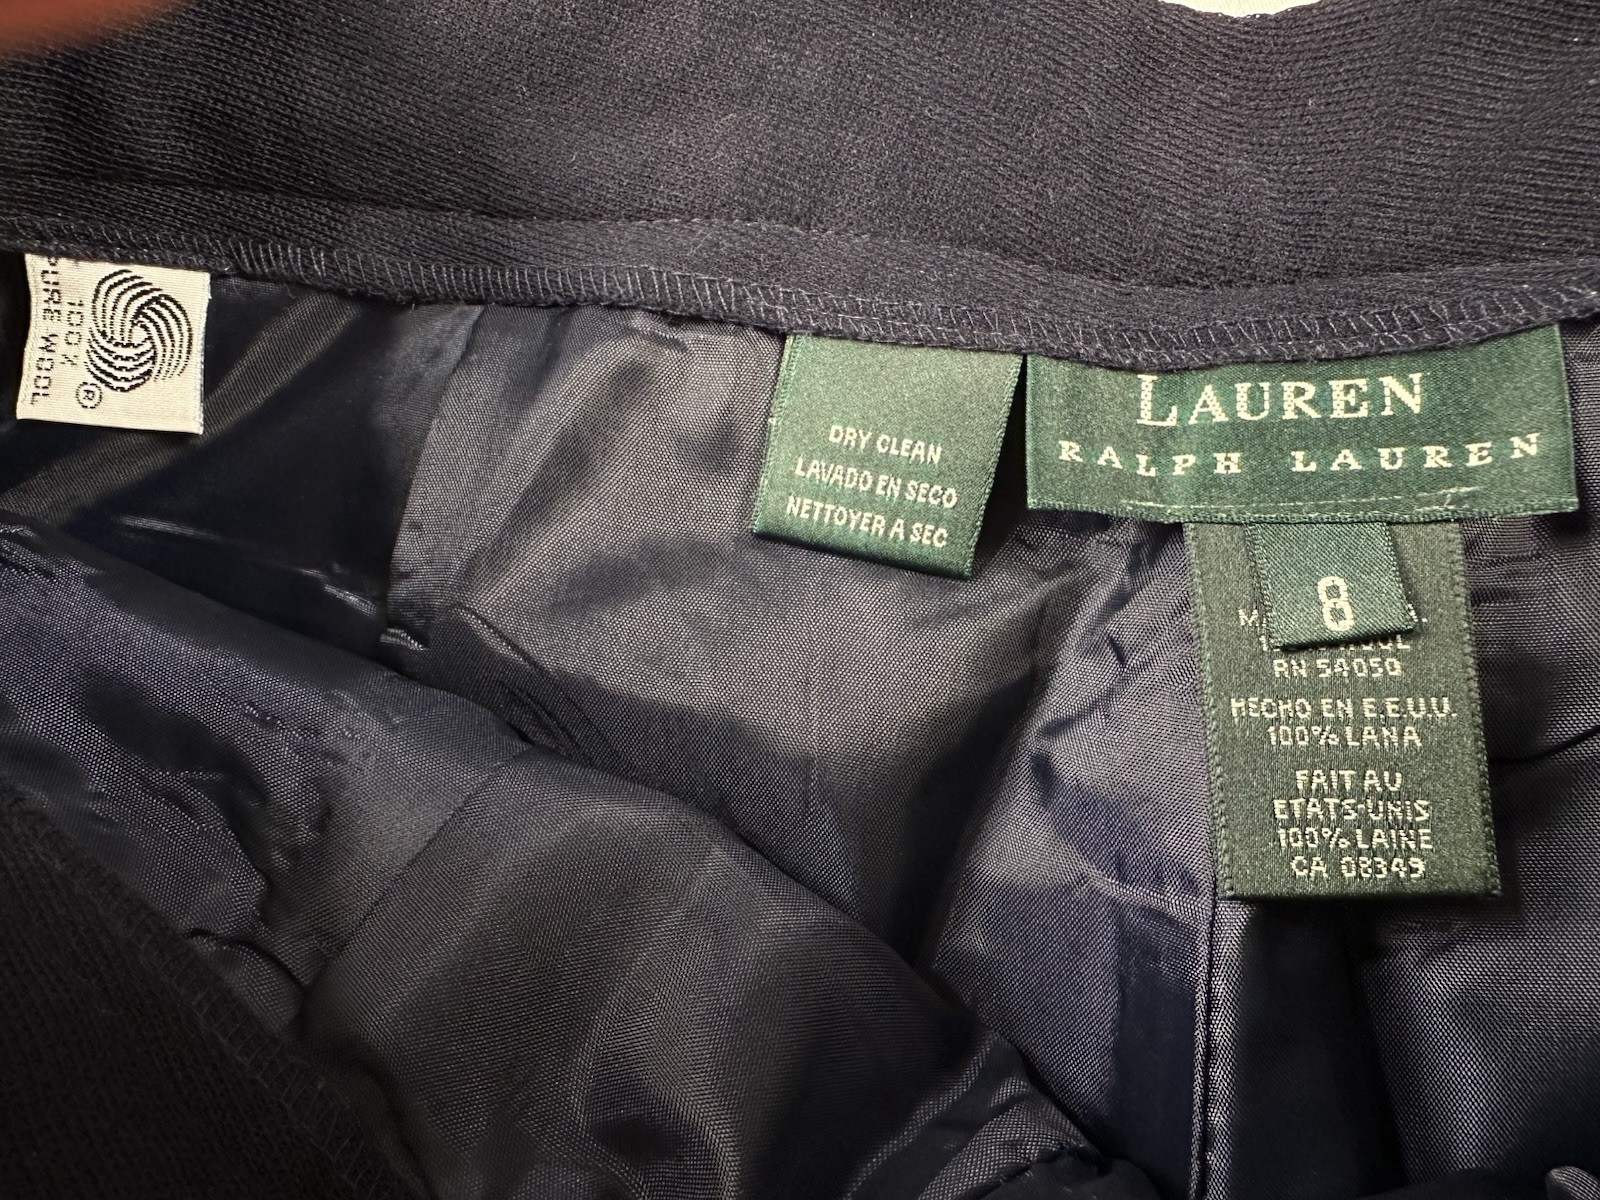 100%
PURE WOOL
®
DRY CLEAN
LAVADO EN SECO
NETTOYER A SEC
LAUREN
RALPH LAUREN
8
RN 54050
HECHO EN E.E.U.U.
100% LANA
FAIT AU
ETATS-UNIS
100% LAINE
CA 08349